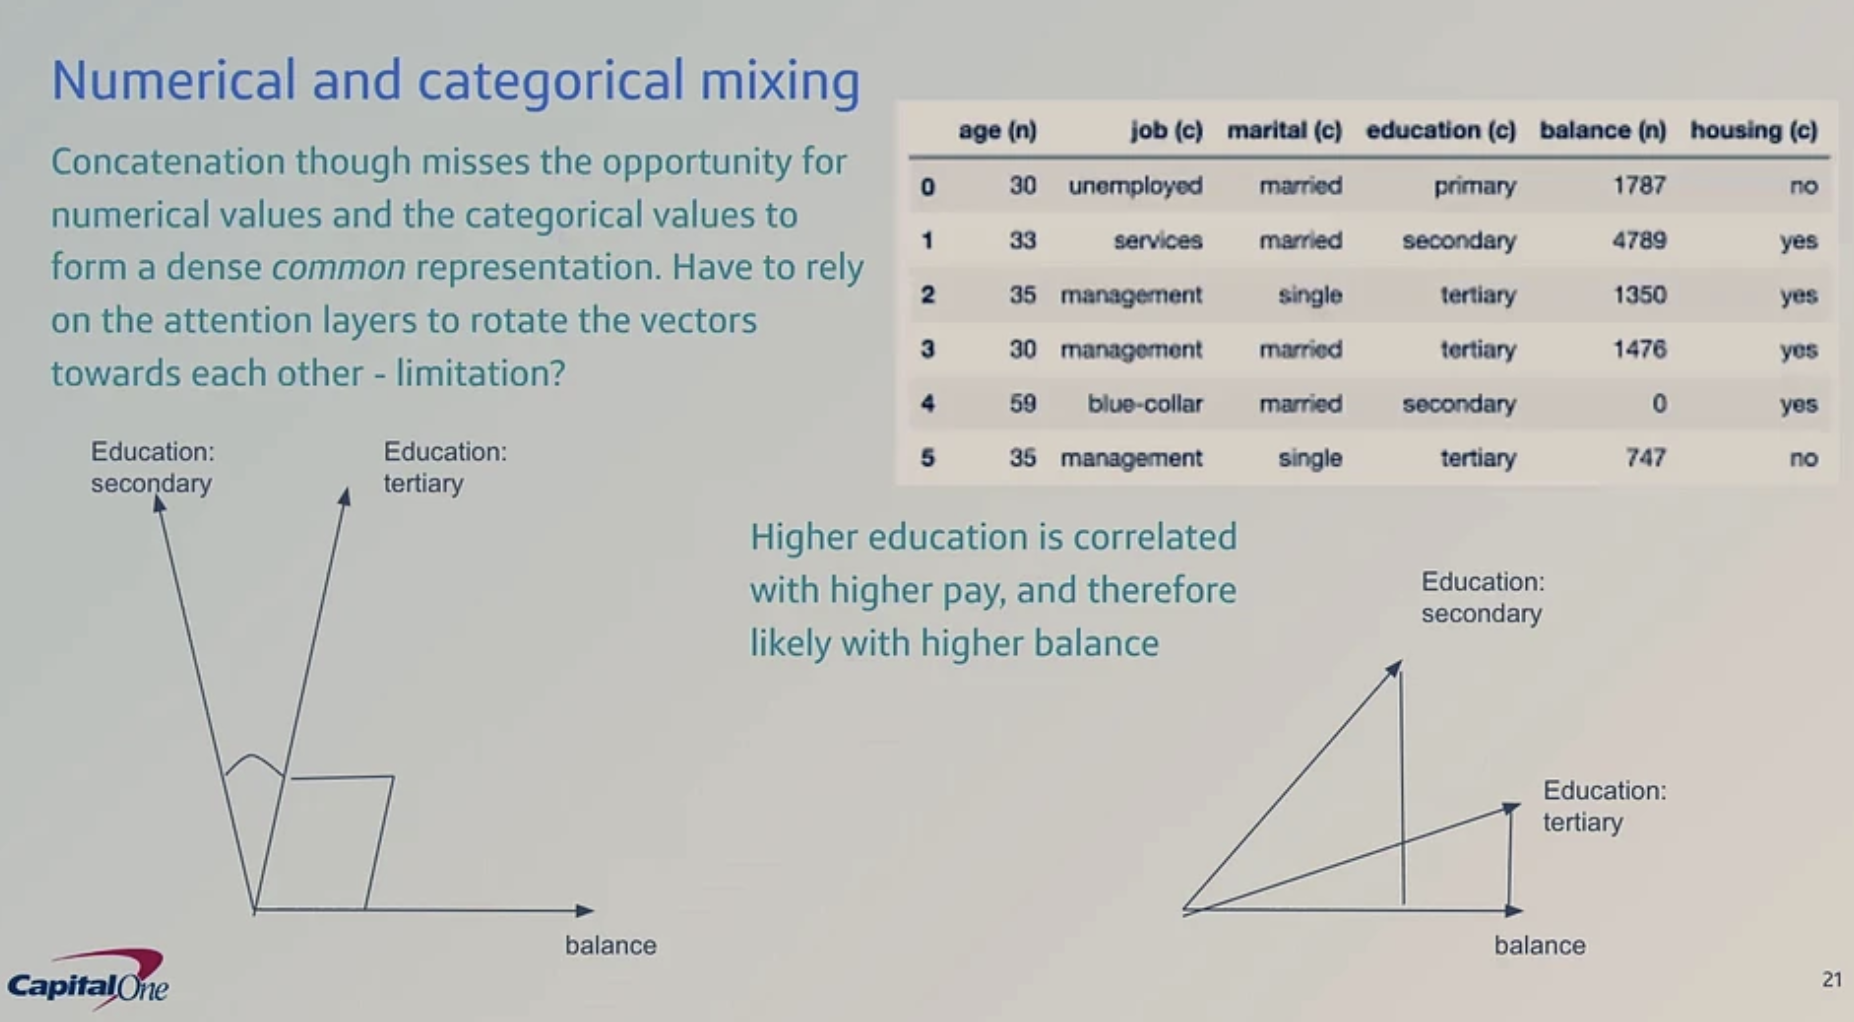 Numerical and categorical mixing
Concatenation though misses the opportunity for
numerical values and the categorical values to
form a dense common representation. Have to rely
on the attention layers to rotate the vectors
towards each other - limitation?
age (n) job (c) marital (c) education (c) balance (n) housing (c)
0 30 unemployed married primary 1787 no
1 33 services married secondary 4789 yes
2 35 management single tertiary 1350 yes
3 30 management married tertiary 1476 yes
4 59 blue-collar married secondary 0 yes
5 35 management single tertiary 747 no
Education:
secondary
Education:
tertiary
balance
Higher education is correlated
with higher pay, and therefore
likely with higher balance
Education:
secondary
Education:
tertiary
balance
CapitalOne
21